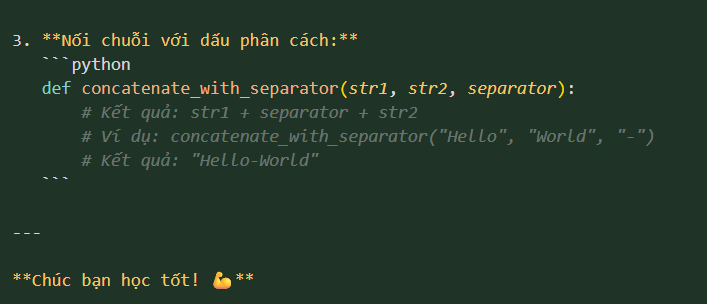 3. **Nối chuỗi với dấu phân cách:**
```python
def concatenate_with_separator(str1, str2, separator):
# Kết quả: str1 + separator + str2
# Ví dụ: concatenate_with_separator("Hello", "World", "-")
# Kết quả: "Hello-World"
```
---
**Chúc bạn học tốt! 💪**